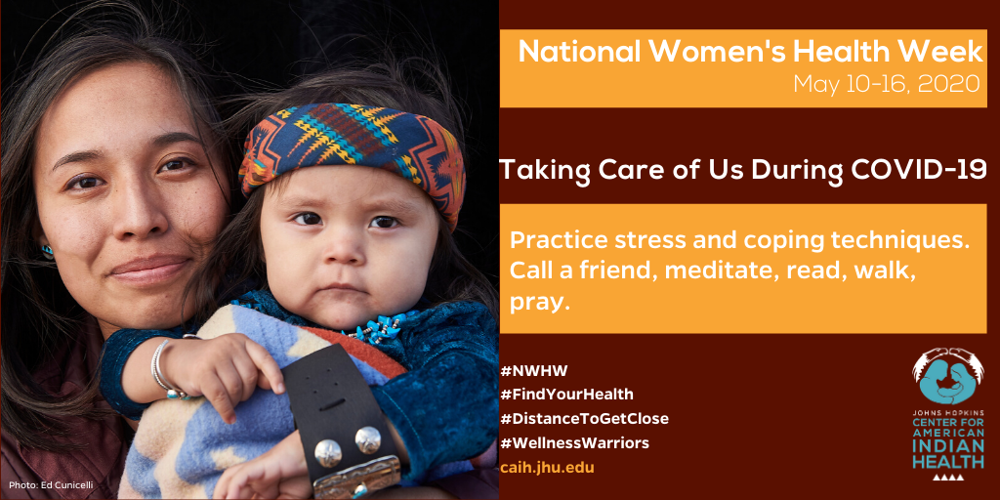 National Women's Health Week
May 10-16, 2020
Taking Care of Us During COVID-19
Practice stress and coping techniques.
Call a friend, meditate, read, walk,
pray.
#NWHW
#FindYourHealth
#DistanceToGetClose
#WellnessWarriors
caih.jhu.edu
JOHNS HOPKINS
CENTER FOR
AMERICAN
INDIAN
HEALTH
Photo: Ed Cunicelli